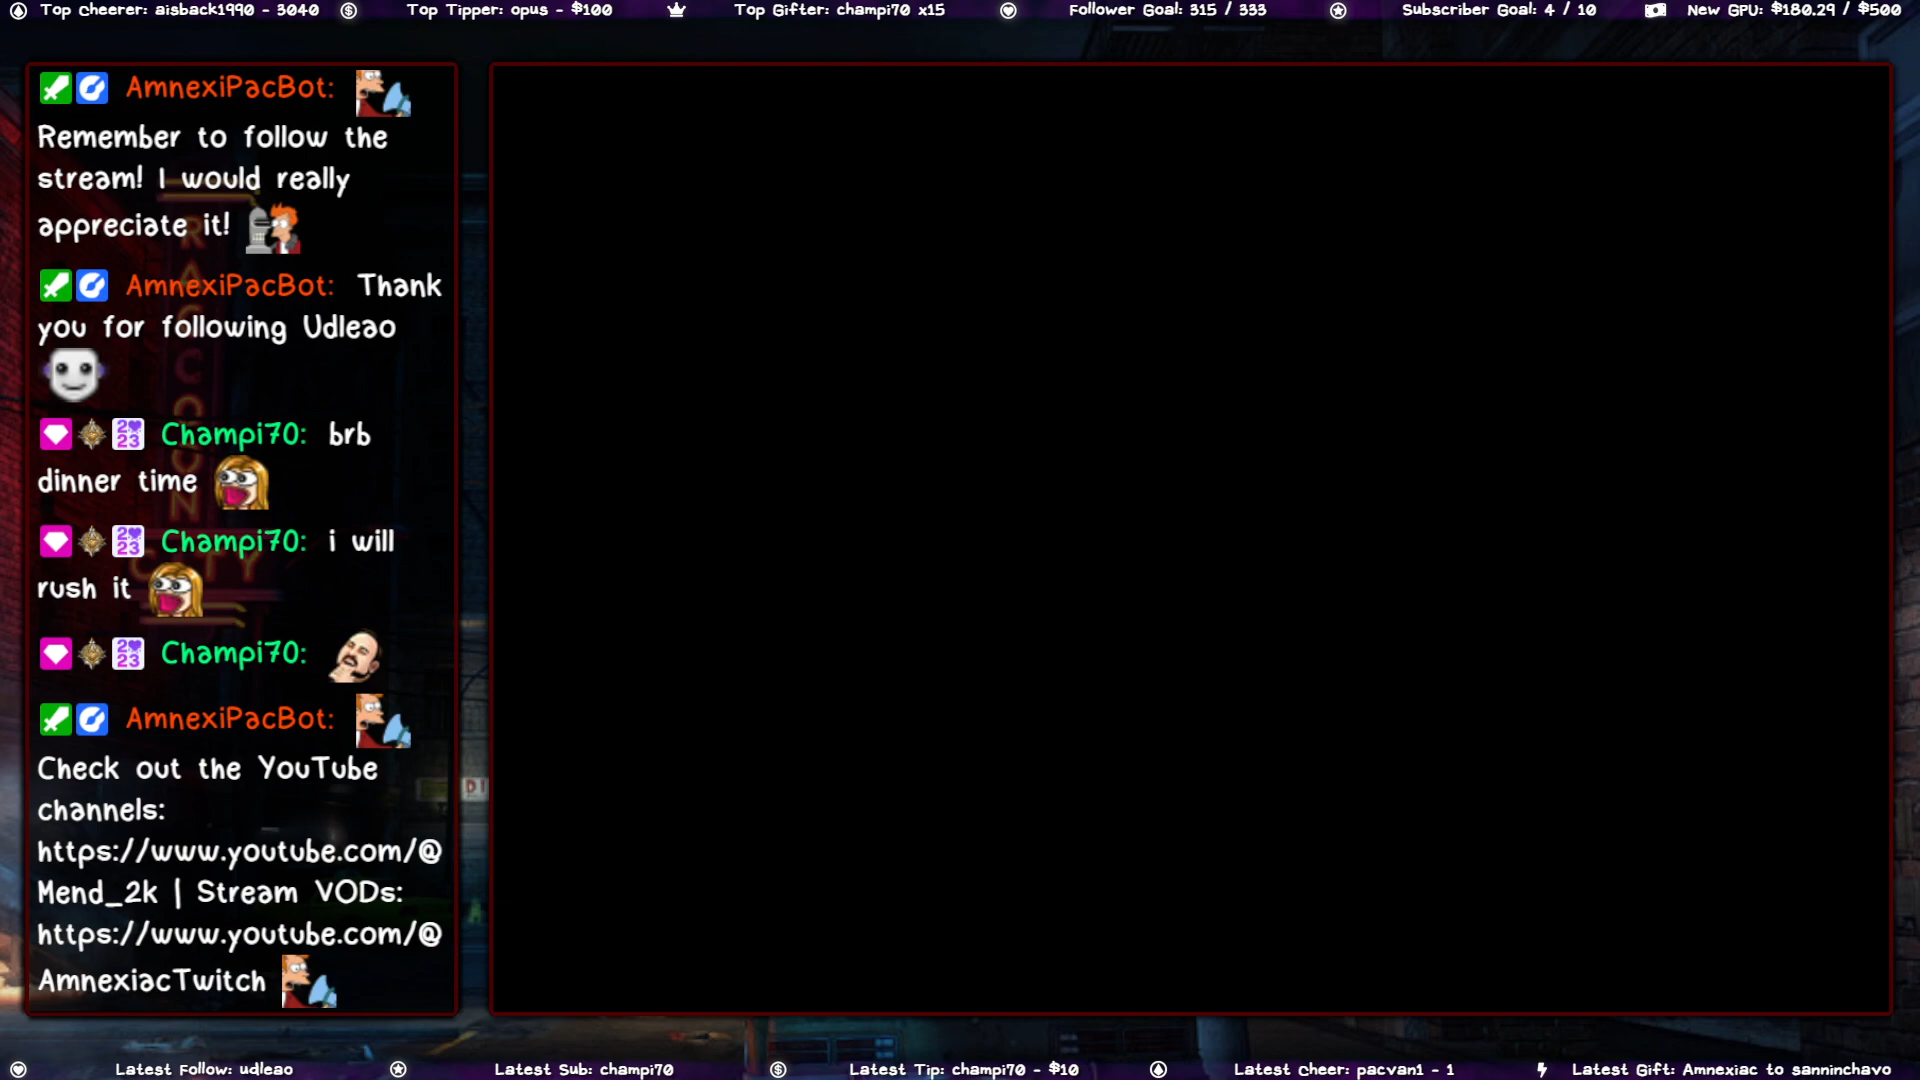 Top Cheerer: aisback1990 - 3040
Top Tipper: opus - $100
Top Gifter: champi70 x15
Follower Goal: 315 / 333
Subscriber Goal: 4 / 10
New GPU: $180.29 / $500
AmnexiPacBot:
Remember to follow the
stream! I would really
appreciate it!
AmnexiPacBot: Thank
you for following Udleao
Champi70: brb
dinner time
Champi70: i will
rush it
Champi70:
AmnexiPacBot:
Check out the YouTube
channels:
https://www.youtube.com/@
Mend_2k | Stream VODs:
https://www.youtube.com/@
AmnexiacTwitch
RACCOON
CITY
Latest Follow: udleao
Latest Sub: champi70
Latest Tip: champi70 - $10
Latest Cheer: pacvan1 - 1
Latest Gift: Amnexiac to sanninchavo